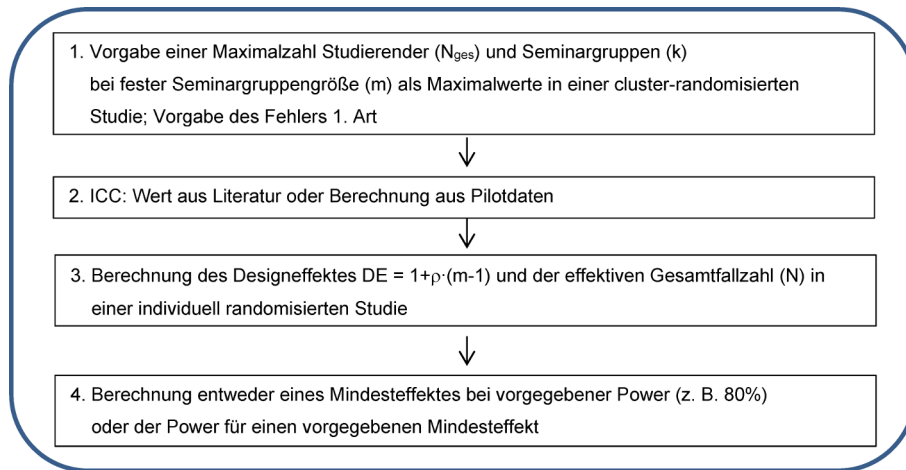 1. Vorgabe einer Maximalzahl Studierender (Nges) und Seminargruppen (k)
bei fester Seminargruppengröße (m) als Maximalwerte in einer cluster-randomisierten
Studie; Vorgabe des Fehlers 1. Art
2. ICC: Wert aus Literatur oder Berechnung aus Pilotdaten
3. Berechnung des Designeffektes DE = 1+ρ·(m-1) und der effektiven Gesamtfallzahl (N) in
einer individuell randomisierten Studie
4. Berechnung entweder eines Mindesteffektes bei vorgegebener Power (z. B. 80%)
oder der Power für einen vorgegebenen Mindesteffekt